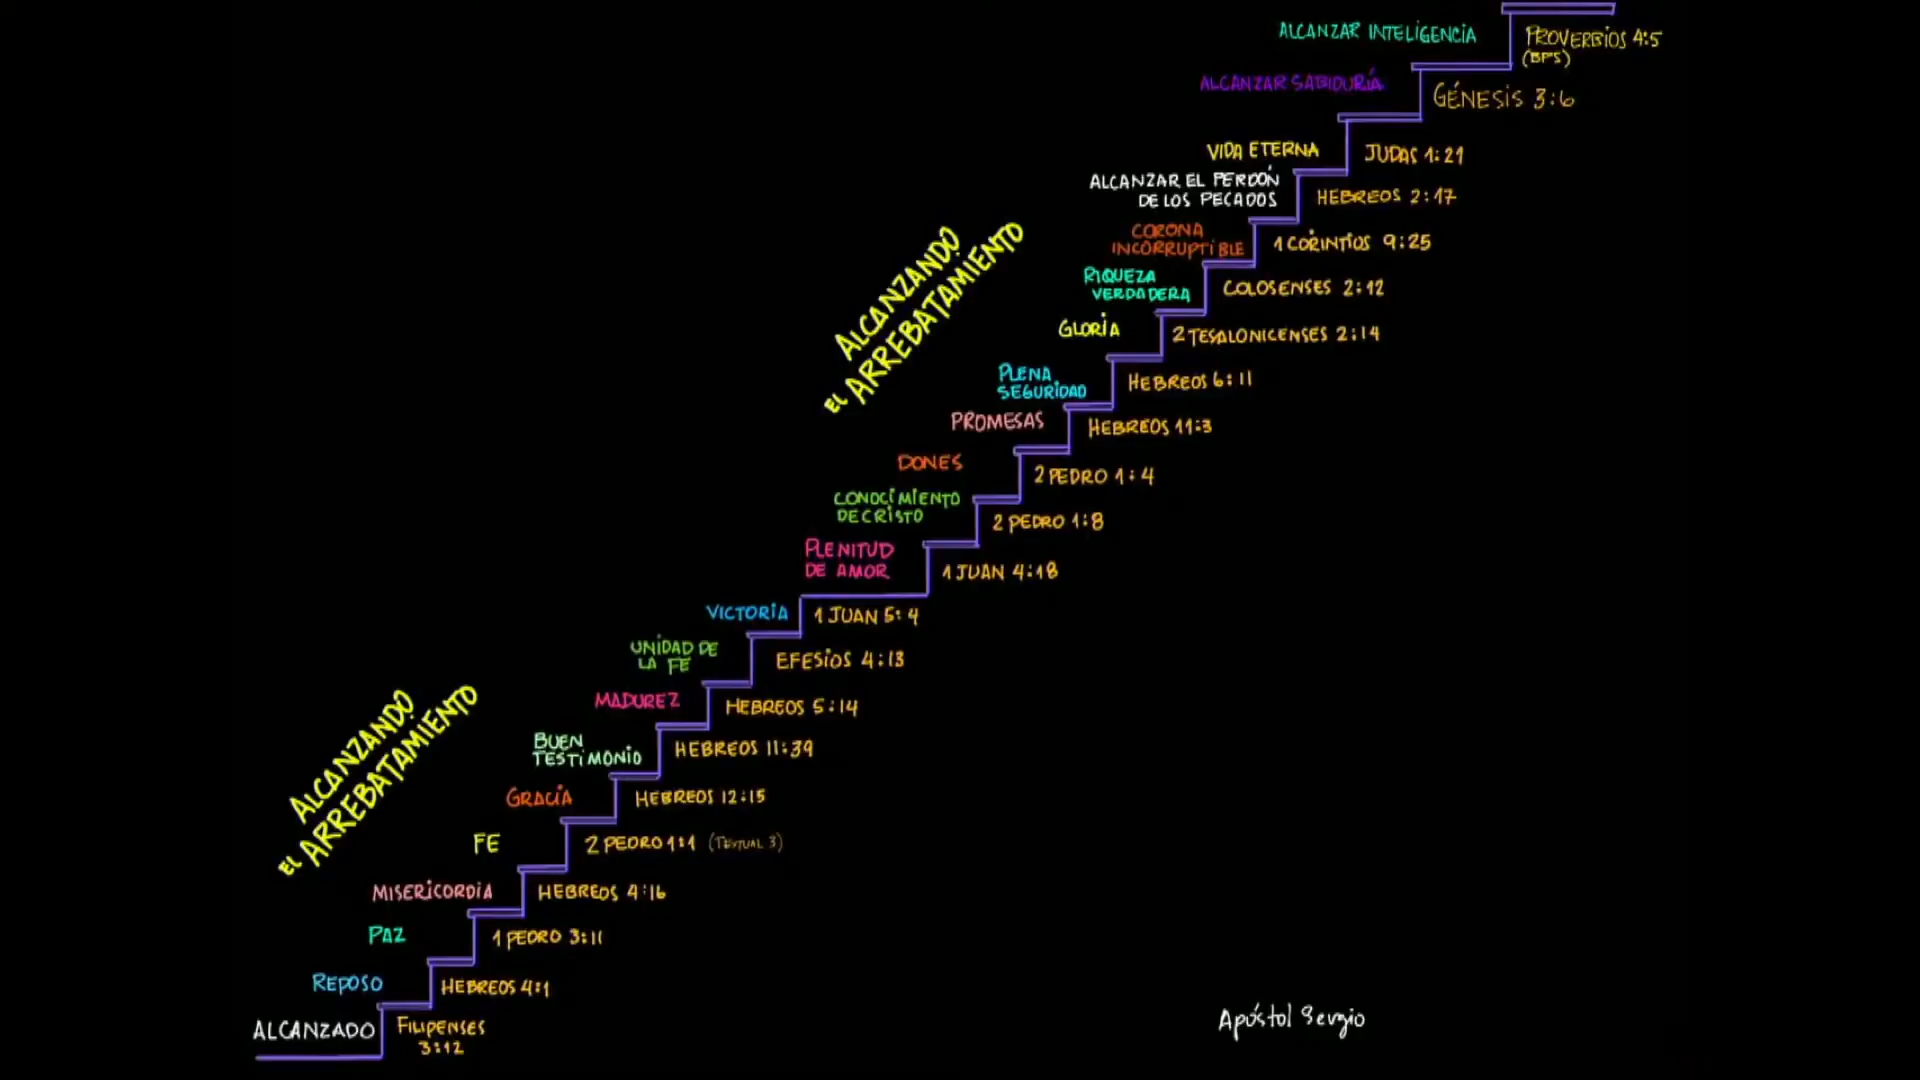 ALCANZAR INTELIGENCIA
PROVERBIOS 4:5
(BPS)
ALCANZAR SABIDURÍA
GÉNESIS 3:6
VIDA ETERNA
JUDAS 1:21
ALCANZAR EL PERDÓN
DE LOS PECADOS
HEBREOS 2:17
CORONA
INCORRUPTIBLE
1 CORINTIOS 9:25
RIQUEZA
VERDADERA
COLOSENSES 2:12
GLORIA
2 TESALONICENSES 2:14
PLENA
SEGURIDAD
HEBREOS 6:11
PROMESAS
HEBREOS 11:3
DONES
2 PEDRO 1:4
CONOCIMIENTO
DE CRISTO
2 PEDRO 1:8
PLENITUD
DE AMOR
1 JUAN 4:18
VICTORIA
1 JUAN 5:4
UNIDAD DE
LA FE
EFESIOS 4:13
MADUREZ
HEBREOS 5:14
BUEN
TESTIMONIO
HEBREOS 11:39
GRACIA
HEBREOS 12:15
FE
2 PEDRO 1:1 (TEXTUAL 3)
MISERICORDIA
HEBREOS 4:16
PAZ
1 PEDRO 3:11
REPOSO
HEBREOS 4:1
ALCANZADO
FILIPENSES
3:12
ALCANZANDO
EL ARREBATAMIENTO
ALCANZANDO
EL ARREBATAMIENTO
Apóstol Sergio